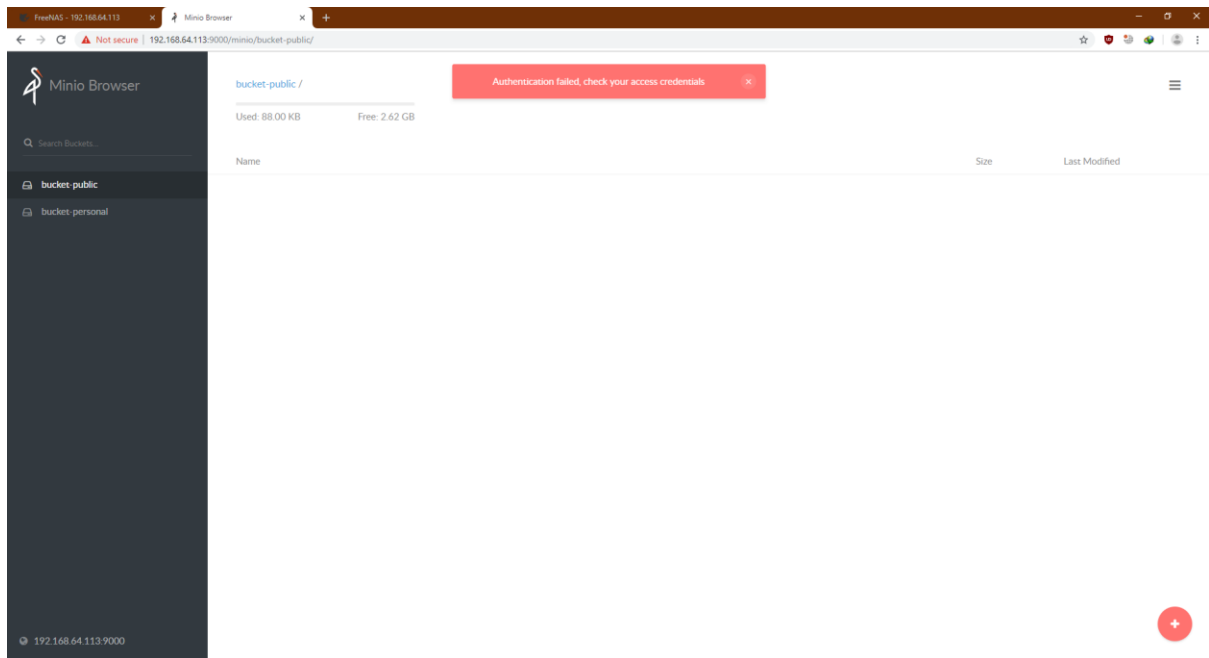 FreeNAS - 192.168.64.113
Minio Browser
Not secure | 192.168.64.113:9000/minio/bucket-public/
Minio Browser
bucket-public /
Authentication failed, check your access credentials
Used: 88.00 KB Free: 2.62 GB
Search Buckets...
Name Size Last Modified
bucket-public
bucket-personal
192.168.64.113:9000